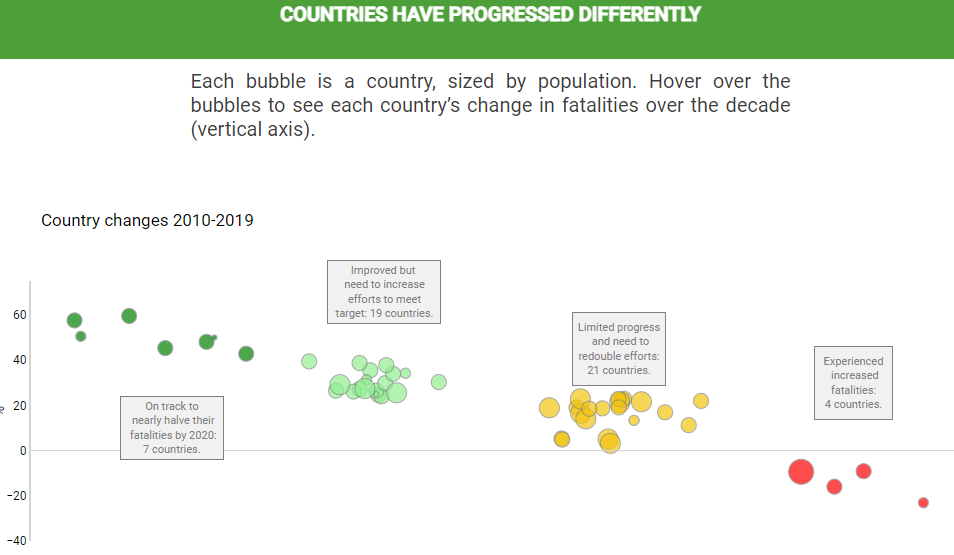 COUNTRIES HAVE PROGRESSED DIFFERENTLY
Each bubble is a country, sized by population. Hover over the
bubbles to see each country's change in fatalities over the decade
(vertical axis).
Country changes 2010-2019
Improved but
need to increase
efforts to meet
target: 19 countries.
Limited progress
and need to
redouble efforts:
21 countries.
Experienced
increased
fatalities:
4 countries.
On track to
nearly halve their
fatalities by 2020:
7 countries.
60
40
20
0
−20
−40